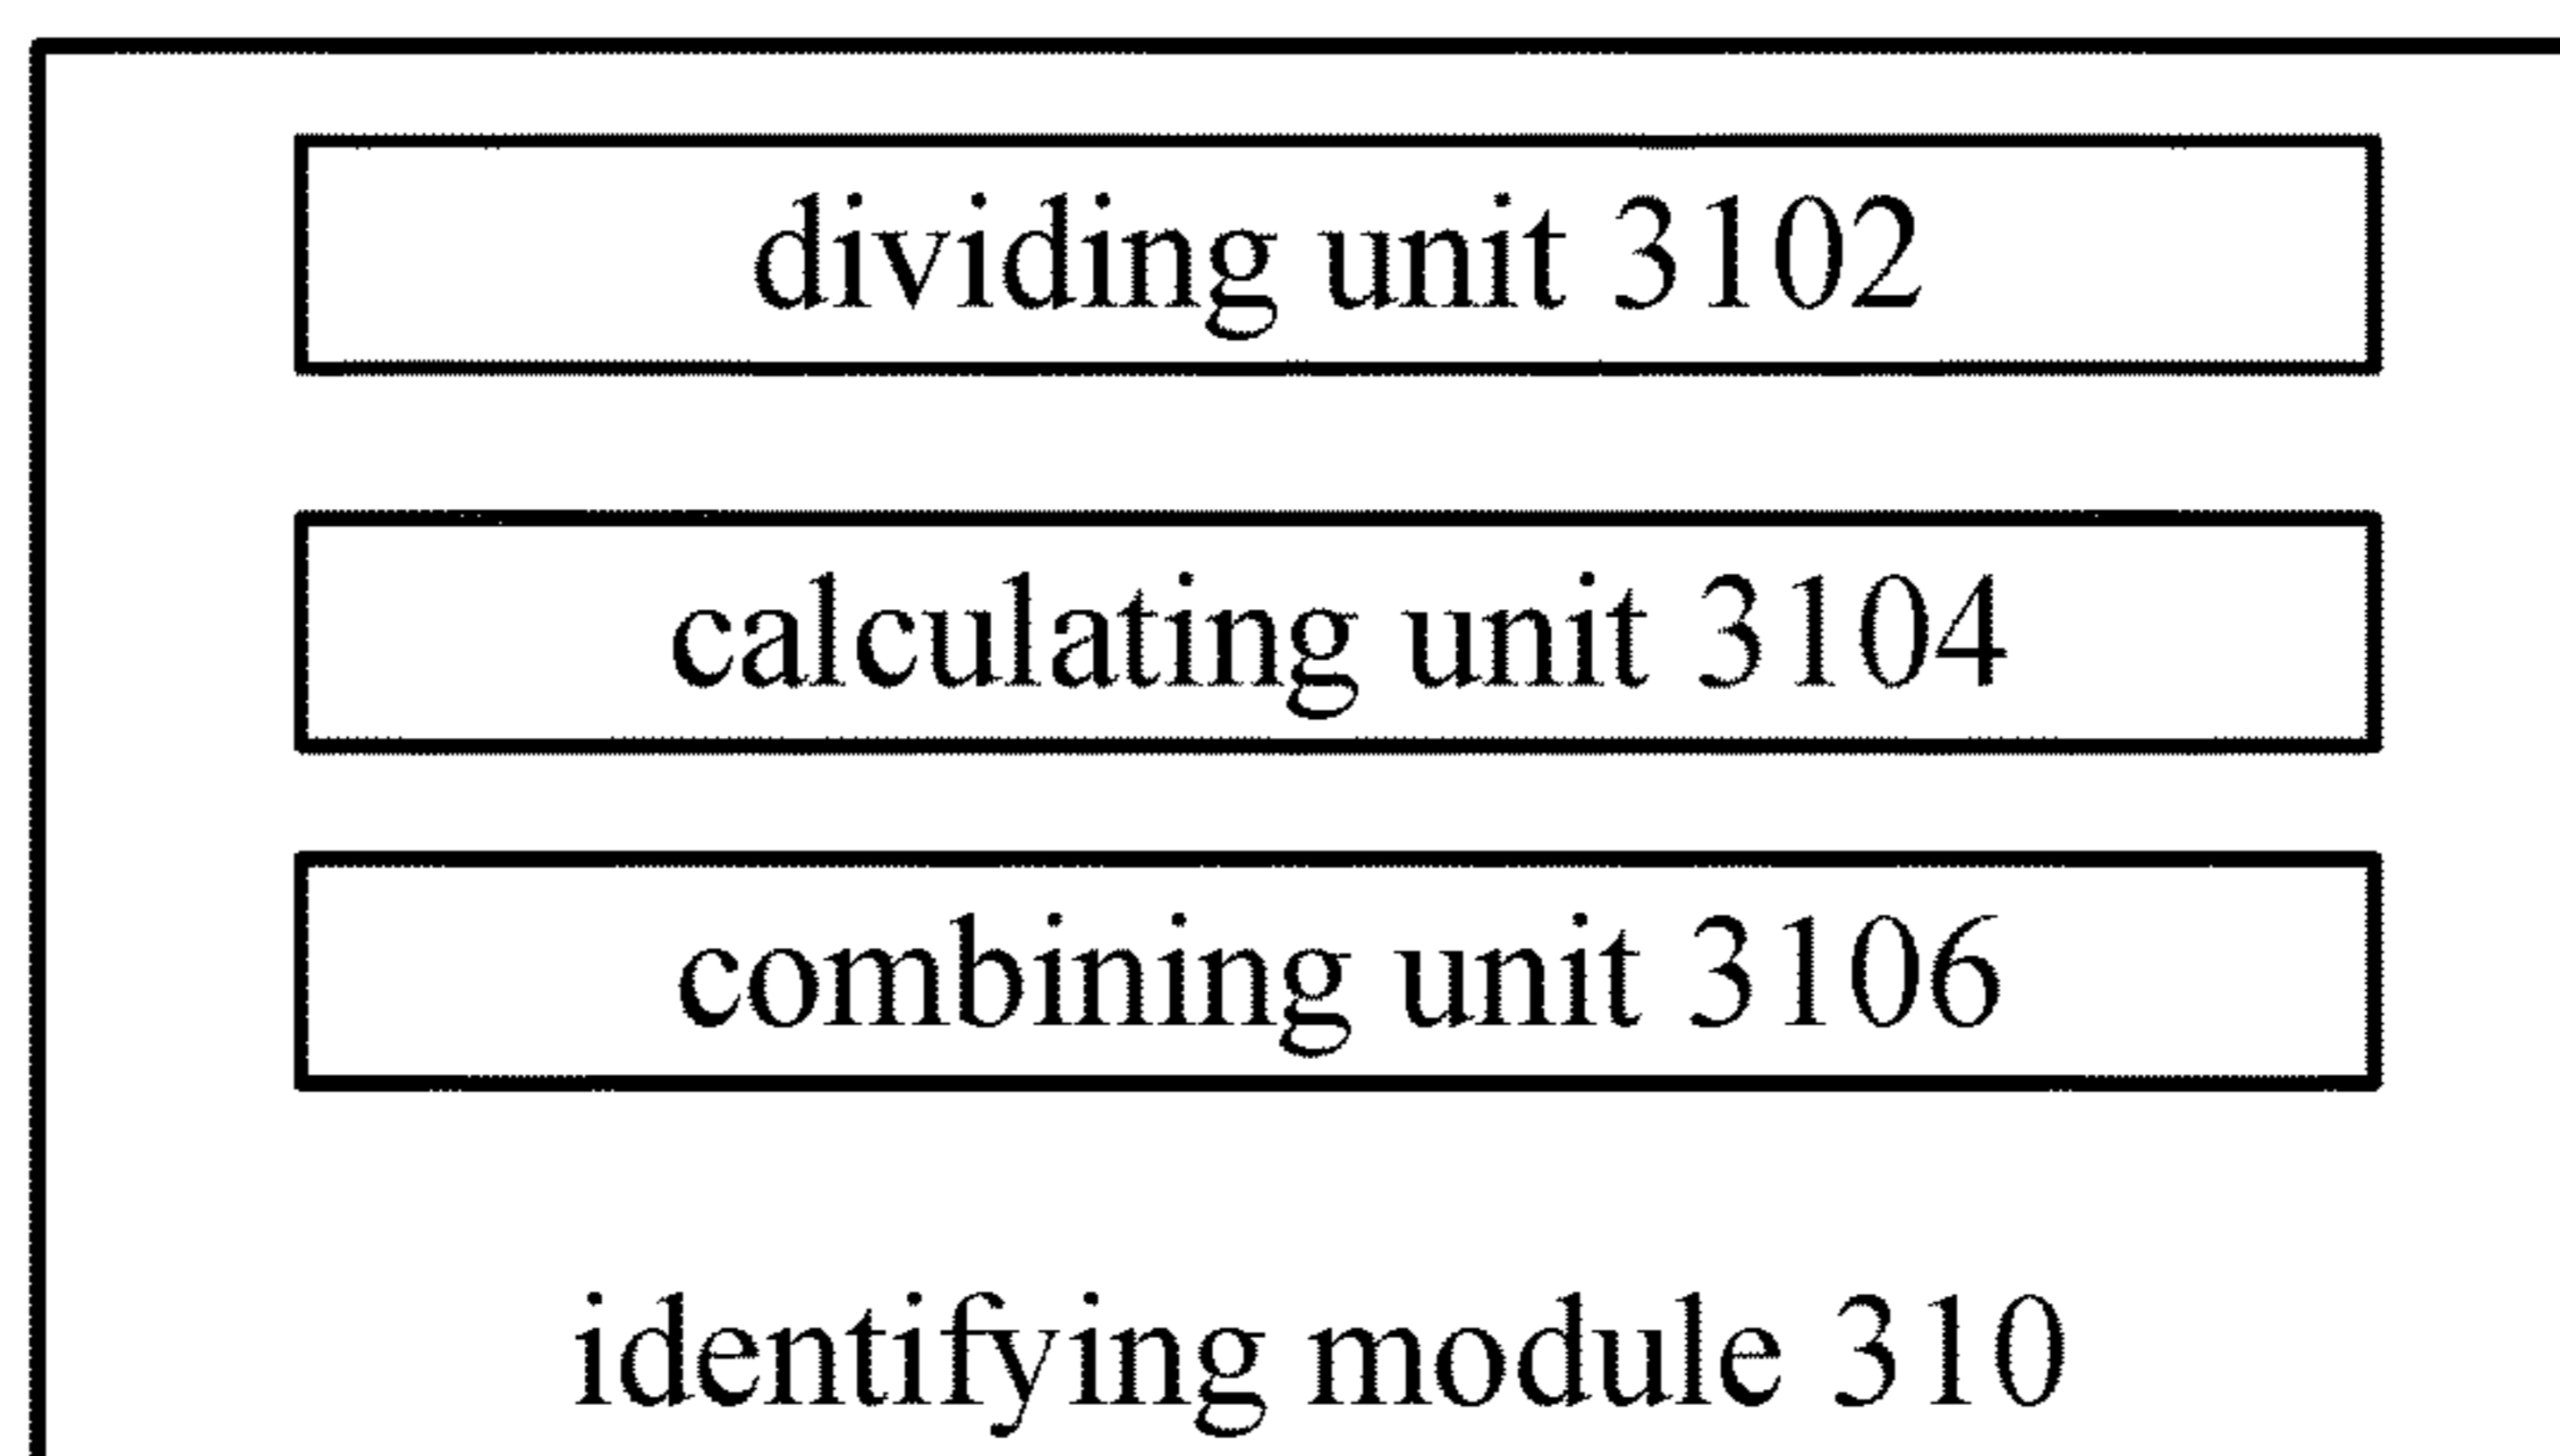 dividing unit 3102
calculating unit 3104
combining unit 3106
identifying module 310